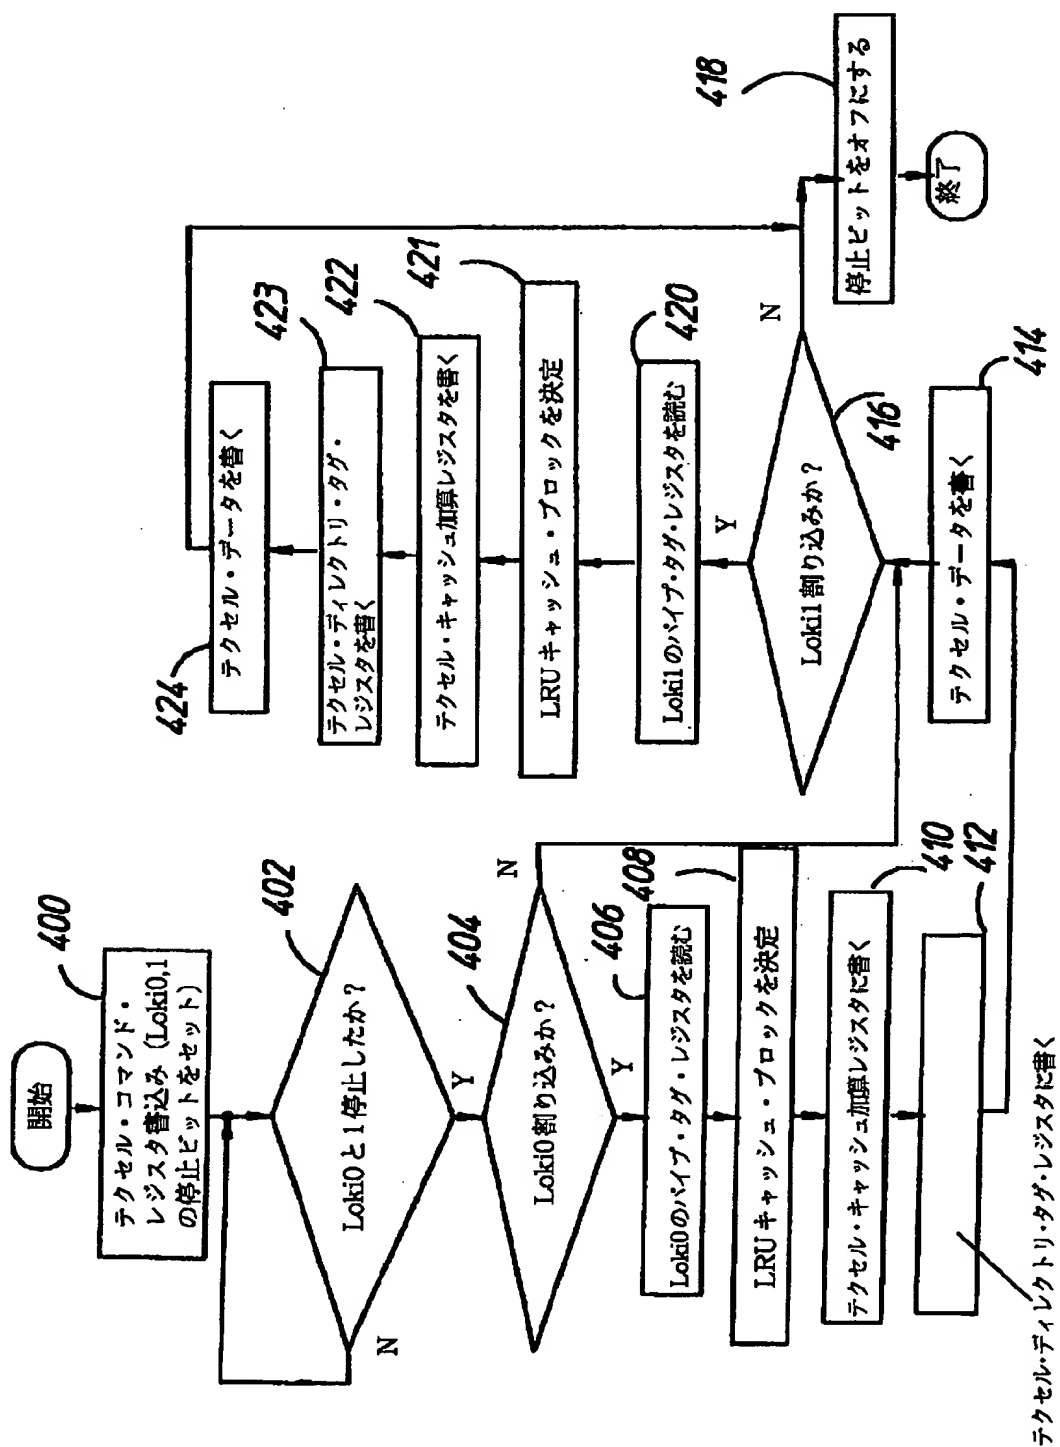 開始
400
テクセル・コマンド・
レジスタ書込み (Loki0,1
の停止ビットをセット)
402
Loki0と1停止したか?
N
Y
404
Loki0割り込みか?
N
Y
406
Loki0のパイプ・タグ・レジスタを読む
408
LRUキャッシュ・ブロックを決定
410
テクセル・キャッシュ加算レジスタに書く
412
テクセル・ディレクトリ・タグ・レジスタに書く
414
テクセル・データを書く
416
Loki1割り込みか?
Y
N
420
Loki1のパイプ・タグ・レジスタを読む
421
LRUキャッシュ・ブロックを決定
422
テクセル・キャッシュ加算レジスタを書く
423
テクセル・ディレクトリ・タグ・
レジスタを書く
424
テクセル・データを書く
418
停止ビットをオフにする
終了